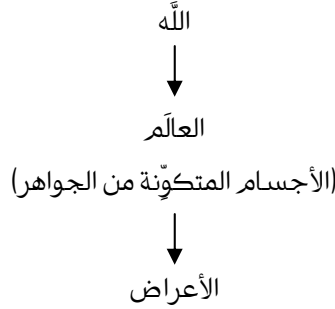 اللَّه
العالَم
(الأجسام المتكوِّنة من الجواهر)
الأعراض